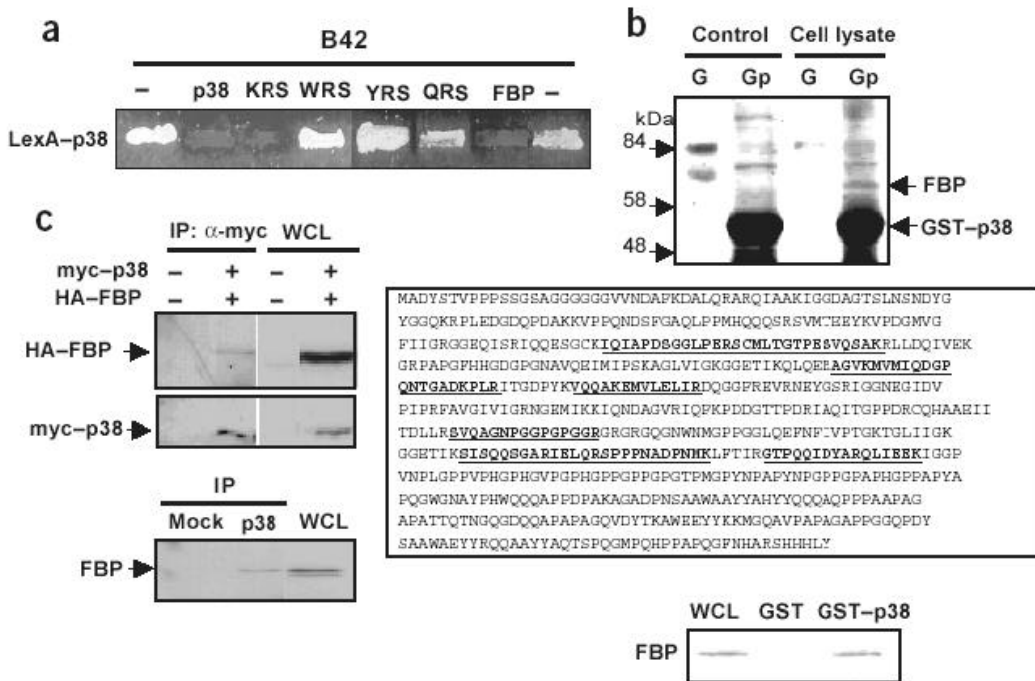 a
B42
– p38 KRS WRS YRS QRS FBP –
LexA–p38
b
Control Cell lysate
G Gp G Gp
kDa
84
58
48
FBP
GST–p38
c
IP: α-myc WCL
myc–p38 – + – +
HA–FBP – + – +
HA–FBP
myc–p38
IP
Mock p38 WCL
FBP
MADYSTVPPPSSGSAGGGGGGVVNDAFKDALQRARQIAAKIGGDAGTSLNSNDYG
YGGQKRPLEDGDQPDAKKVPPQNDSFGAQLPPMHQQQSRSVMTEEYKVPDGMVG
FIIGRGGEQISRIQQESGCKIQIAPDSGGLPERSCMLTGTPESVQSAKRLLDQIVEK
GRPAPGFHHGDGPGNAVQEIMIPSKAGLVIGKGGETIKQLQERAGVKMVMIQDGP
QNTGADKPLRITGDPYKVQQAKEMVLELIRDQGGFREVRNEYGSRIGGNEGIDV
PIPRFAVGIVIGRNGEMIKKIQNDAGVRIQFKPDDGTTPDRIAQITGPPDRCQHAAEII
TDLLRSVQAGNPGGPGPGGRGRGRGQGNWNMGPPGGLQEFNFIVPTGKTGLIIGK
GGETIKSISQQSGARIELQRSPPPNADPNMKLFTIRGTPQQIDYARQLIEEKIGGP
VNPLGPPVPHGPHGVPGPHGPPGPPGPGTPMGPYNPAPYNPGPPGPAPHGPPAPYA
PQGWGNAYPHWQQQAPPDPAKAGADPNSAAWAAYYAHYYQQQAQPPPAAPAG
APATTQTNGQGDQQAPAPAGQVDYTKAWEEYYKKMGQAVPAPAGAPPGGQPDY
SAAWAEYYRQQAAYYAQTSPQGMPQHPPAPQGFNHARSHHHLY
WCL GST GST–p38
FBP